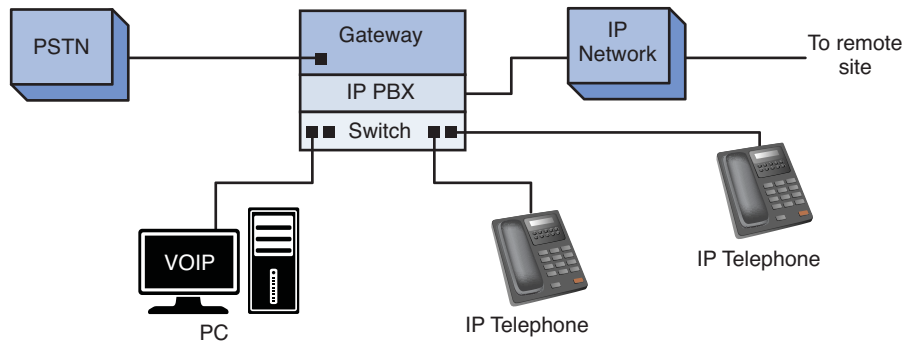 PSTN
Gateway
IP PBX
Switch
IP
Network
To remote
site
VOIP
PC
IP Telephone
IP Telephone